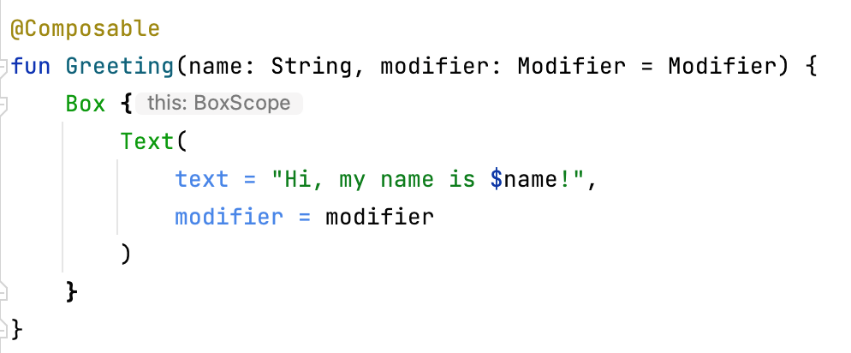 @Composable
fun Greeting(name: String, modifier: Modifier = Modifier) {
Box { this: BoxScope
Text(
text = "Hi, my name is $name!",
modifier = modifier
)
}
}